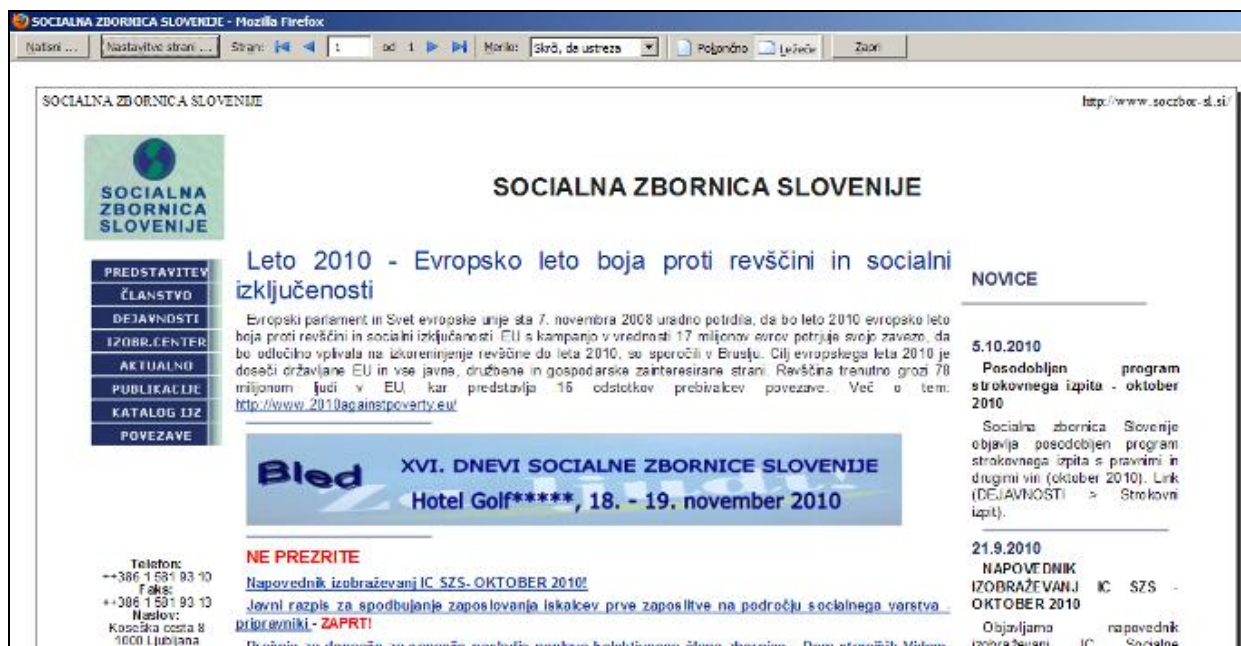 SOCIALNA ZBORNICA SLOVENIJE - Mozilla Firefox
Natisni ... Nastavitve strani ... Stran: 1 od 1 Merilo: Skrči, da ustreza Pokončno Ležeče Zapri
SOCIALNA ZBORNICA SLOVENIJE http://www.soczbor-sl.si/
SOCIALNA
ZBORNICA
SLOVENIJE
SOCIALNA ZBORNICA SLOVENIJE
PREDSTAVITEV
ČLANSTVO
DEJAVNOSTI
IZOBR.CENTER
AKTUALNO
PUBLIKACIJE
KATALOG IJZ
POVEZAVE
Telefon:
++386 1 581 93 10
Faks:
++386 1 581 93 13
Naslov:
Koseška cesta 8
1000 Ljubljana
Leto 2010 - Evropsko leto boja proti revščini in socialni
izključenosti
Evropski parlament in Svet evropske unije sta 7. novembra 2008 uradno potrdila, da bo leto 2010 evropsko leto
boja proti revščini in socialni izključenosti. EU s kampanjo v vrednosti 17 milijonov evrov potrjuje svojo zavezo, da
bo odločilno vplivala na izkoreninjenje revščine do leta 2010, so sporočili v Bruslju. Cilj evropskega leta 2010 je
doseči državljane EU in vse javne, družbene in gospodarske zainteresirane strani. Revščina trenutno grozi 78
milijonom ljudi v EU, kar predstavlja 16 odstotkov prebivalcev povezave. Več o tem:
http://www.2010againstpoverty.eu/
Bled
XVI. DNEVI SOCIALNE ZBORNICE SLOVENIJE
Hotel Golf*****, 18. - 19. november 2010
NE PREZRITE
Napovednik izobraževanj IC SZS- OKTOBER 2010!
Javni razpis za spodbujanje zaposlovanja iskalcev prve zaposlitve na področju socialnega varstva -
pripravniki - ZAPRT!
NOVICE
5.10.2010
Posodobljen program
strokovnega izpita - oktober
2010
Socialna zbornica Slovenije
objavlja posodobljen program
strokovnega izpita s pravnimi in
drugimi viri (oktober 2010). Link
(DEJAVNOSTI > Strokovni
izpit).
21.9.2010
NAPOVEDNIK
IZOBRAŽEVANJ IC SZS -
OKTOBER 2010
Objavljamo napovednik
izobraževanj IC Socialne